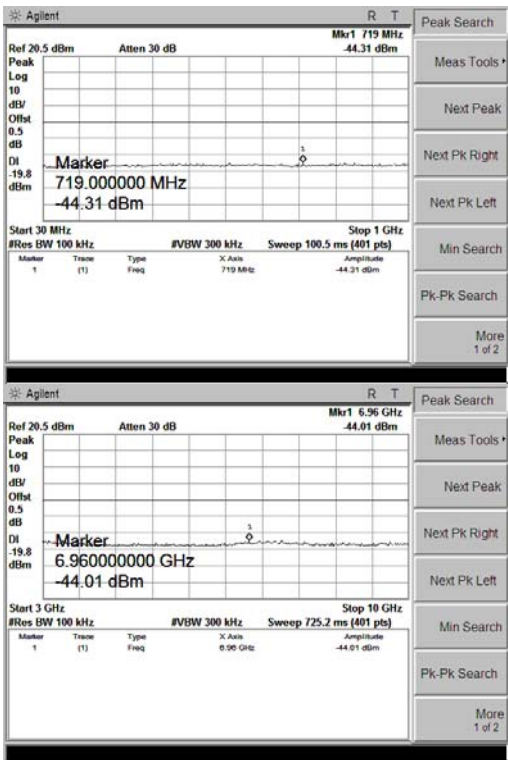 Agilent R T
Peak Search
Mkr1 719 MHz
Ref 20.5 dBm Atten 30 dB -44.31 dBm
Peak
Log
10
dB/
Offst
0.5
dB
DI
-19.8
dBm
1
Marker
719.000000 MHz
-44.31 dBm
Start 30 MHz Stop 1 GHz
#Res BW 100 kHz #VBW 300 kHz Sweep 100.5 ms (401 pts)
Marker Trace Type X Axis Amplitude
1 (1) Freq 719 MHz -44.31 dBm
Meas Tools
Next Peak
Next Pk Right
Next Pk Left
Min Search
Pk-Pk Search
More
1 of 2
Agilent R T
Peak Search
Mkr1 6.96 GHz
Ref 20.5 dBm Atten 30 dB -44.01 dBm
Peak
Log
10
dB/
Offst
0.5
dB
DI
-19.8
dBm
1
Marker
6.960000000 GHz
-44.01 dBm
Start 3 GHz Stop 10 GHz
#Res BW 100 kHz #VBW 300 kHz Sweep 725.2 ms (401 pts)
Marker Trace Type X Axis Amplitude
1 (1) Freq 6.96 GHz -44.01 dBm
Meas Tools
Next Peak
Next Pk Right
Next Pk Left
Min Search
Pk-Pk Search
More
1 of 2